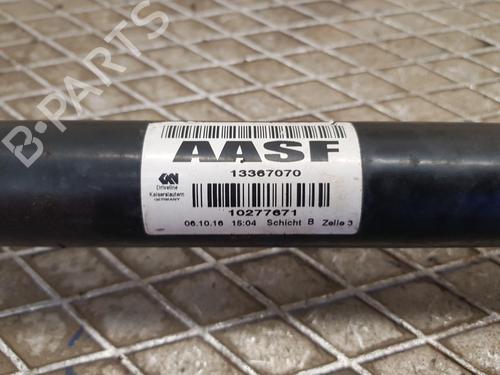 B-PARTS
AASF
13367070
GKN
Driveline
Kaiserslautern
GERMANY
10277671
06.10.16 15:04 Schicht B Zelle 3